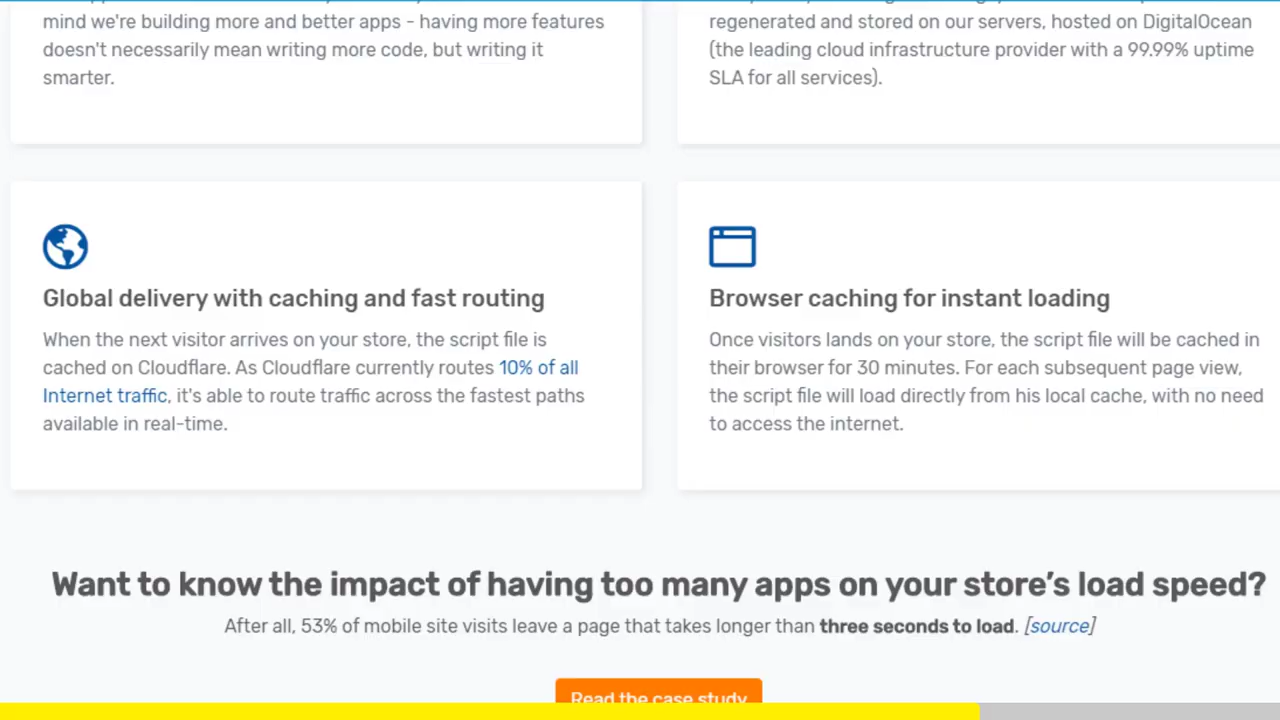 mind we're building more and better apps - having more features
doesn't necessarily mean writing more code, but writing it
smarter.
regenerated and stored on our servers, hosted on DigitalOcean
(the leading cloud infrastructure provider with a 99.99% uptime
SLA for all services).
Global delivery with caching and fast routing
When the next visitor arrives on your store, the script file is
cached on Cloudflare. As Cloudflare currently routes 10% of all
Internet traffic, it's able to route traffic across the fastest paths
available in real-time.
Browser caching for instant loading
Once visitors lands on your store, the script file will be cached in
their browser for 30 minutes. For each subsequent page view,
the script file will load directly from his local cache, with no need
to access the internet.
Want to know the impact of having too many apps on your store's load speed?
After all, 53% of mobile site visits leave a page that takes longer than three seconds to load. [source]
Read the case study